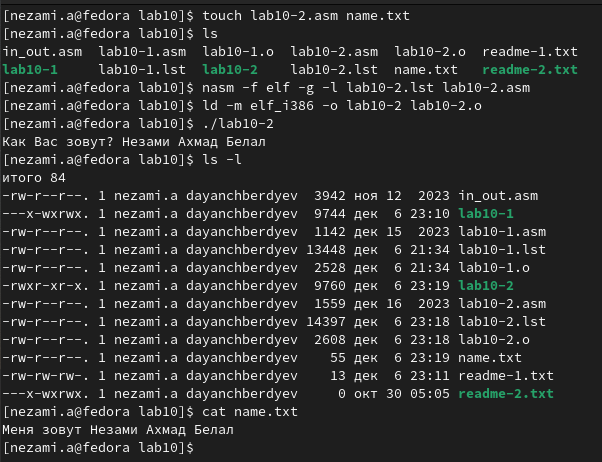 [nezami.a@fedora lab10]$ touch lab10-2.asm name.txt
[nezami.a@fedora lab10]$ ls
in_out.asm  lab10-1.asm  lab10-1.o  lab10-2.asm  lab10-2.o  readme-1.txt
lab10-1     lab10-1.lst  lab10-2    lab10-2.lst  name.txt   readme-2.txt
[nezami.a@fedora lab10]$ nasm -f elf -g -l lab10-2.lst lab10-2.asm
[nezami.a@fedora lab10]$ ld -m elf_i386 -o lab10-2 lab10-2.o
[nezami.a@fedora lab10]$ ./lab10-2
Как Вас зовут? Незами Ахмад Белал
[nezami.a@fedora lab10]$ ls -l
итого 84
-rw-r--r--. 1 nezami.a dayanchberdyev  3942 ноя 12  2023 in_out.asm
---x-wxrwx. 1 nezami.a dayanchberdyev  9744 дек  6 23:10 lab10-1
-rw-r--r--. 1 nezami.a dayanchberdyev  1142 дек 15  2023 lab10-1.asm
-rw-r--r--. 1 nezami.a dayanchberdyev 13448 дек  6 21:34 lab10-1.lst
-rw-r--r--. 1 nezami.a dayanchberdyev  2528 дек  6 21:34 lab10-1.o
-rwxr-xr-x. 1 nezami.a dayanchberdyev  9760 дек  6 23:19 lab10-2
-rw-r--r--. 1 nezami.a dayanchberdyev  1559 дек 16  2023 lab10-2.asm
-rw-r--r--. 1 nezami.a dayanchberdyev 14397 дек  6 23:18 lab10-2.lst
-rw-r--r--. 1 nezami.a dayanchberdyev  2608 дек  6 23:18 lab10-2.o
-rw-r--r--. 1 nezami.a dayanchberdyev    55 дек  6 23:19 name.txt
-rw-rw-rw-. 1 nezami.a dayanchberdyev    13 дек  6 23:11 readme-1.txt
---x-wxrwx. 1 nezami.a dayanchberdyev     0 окт 30 05:05 readme-2.txt
[nezami.a@fedora lab10]$ cat name.txt
Меня зовут Незами Ахмад Белал
[nezami.a@fedora lab10]$